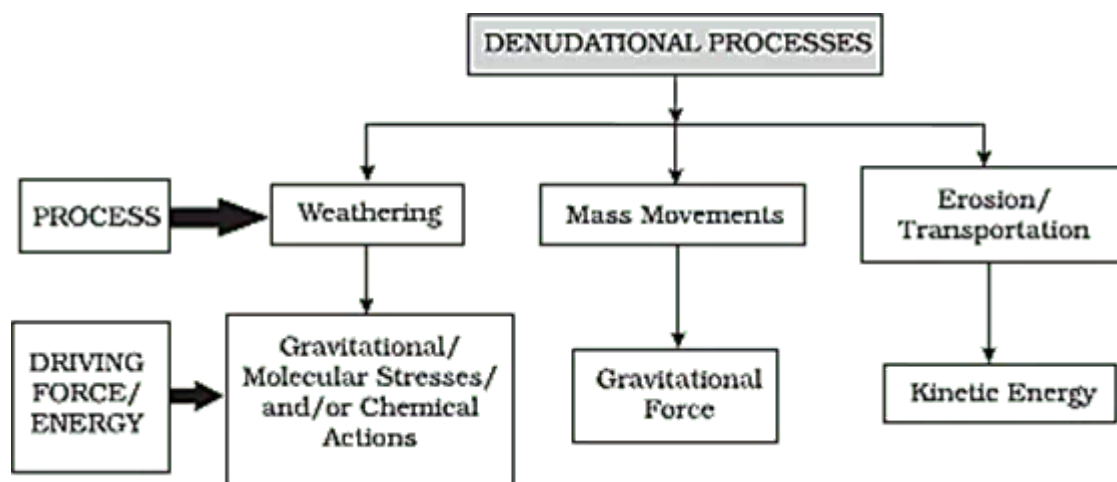 DENUDATIONAL PROCESSES
PROCESS
Weathering
Mass Movements
Erosion/
Transportation
DRIVING
FORCE/
ENERGY
Gravitational/
Molecular Stresses/
and/or Chemical
Actions
Gravitational
Force
Kinetic Energy